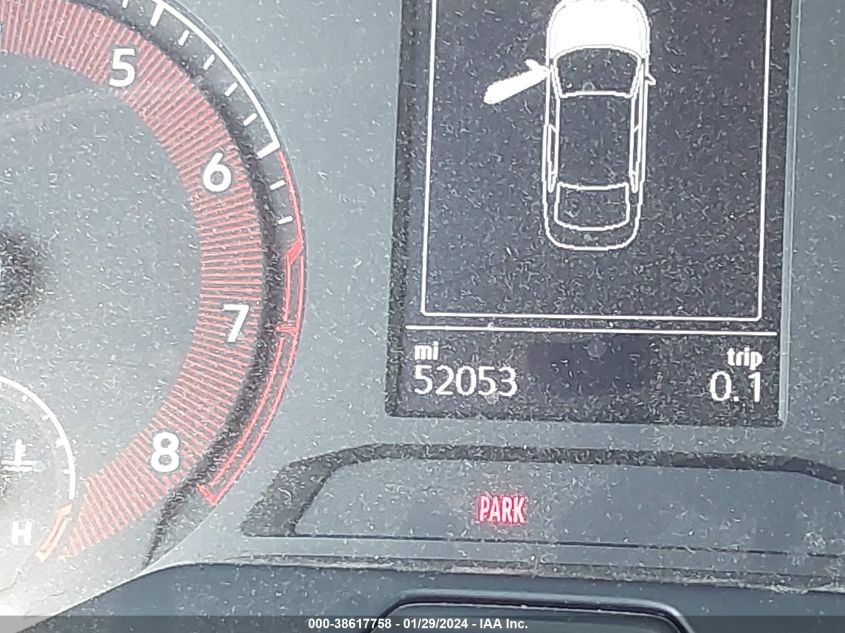 5
6
7
8
H
mi
trip
52053
0.1
PARK
000-38617758 - 01/29/2024 - IAA Inc.